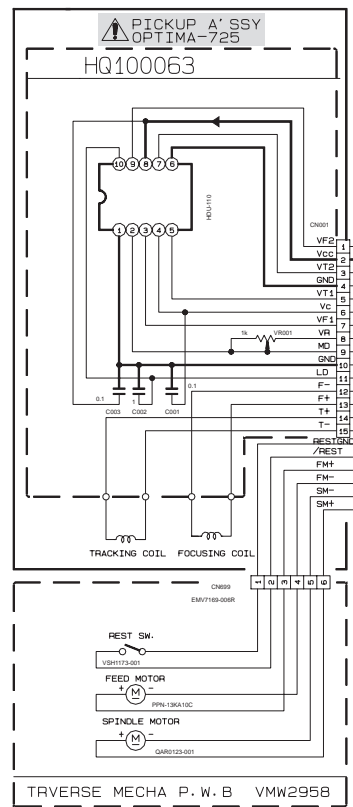 PICKUP A'SSY
OPTIMA-725
HQ100063
10 9 8 7 6
HDU-110
1 2 3 4 5
CN001
VF2 1
Vcc 2
VT2 3
GND 4
VT1 5
Vc 6
VF1 7
1k VR001 VR 8
MD 9
GND 10
LD 11
0.1 F- 12
F+ 13
0.1 1
C003 C002 C001
T+ 14
T- 15
RESTGND
/REST
FM+
FM-
SM-
SM+
TRACKING COIL FOCUSING COIL
CN699
1 2 3 4 5 6
EMV7169-006R
REST SW.
VSH1173-001
FEED MOTOR
+ M -
PPN-13KA10C
SPINDLE MOTOR
+ M -
QAR0123-001
TRVERSE MECHA P.W.B VMW2958